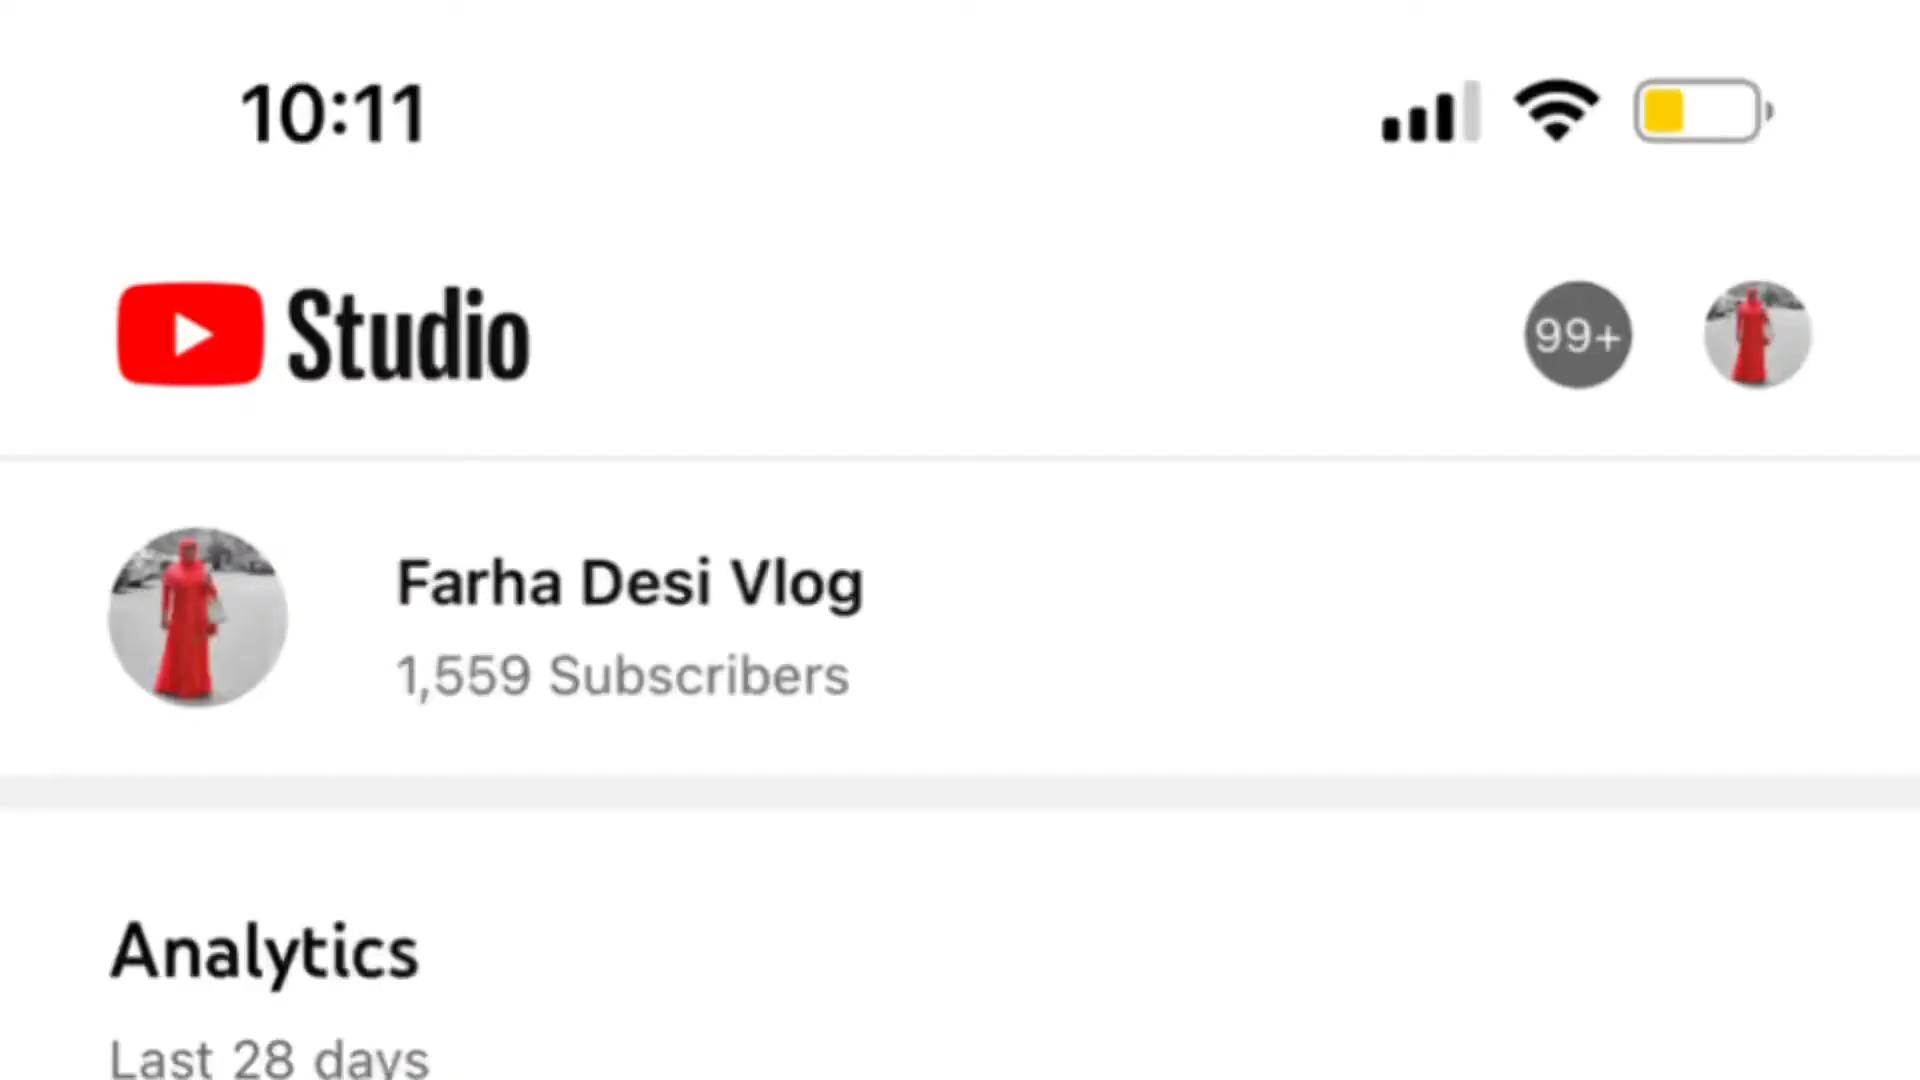 10:11
Studio
99+
Farha Desi Vlog
1,559 Subscribers
Analytics
Last 28 days